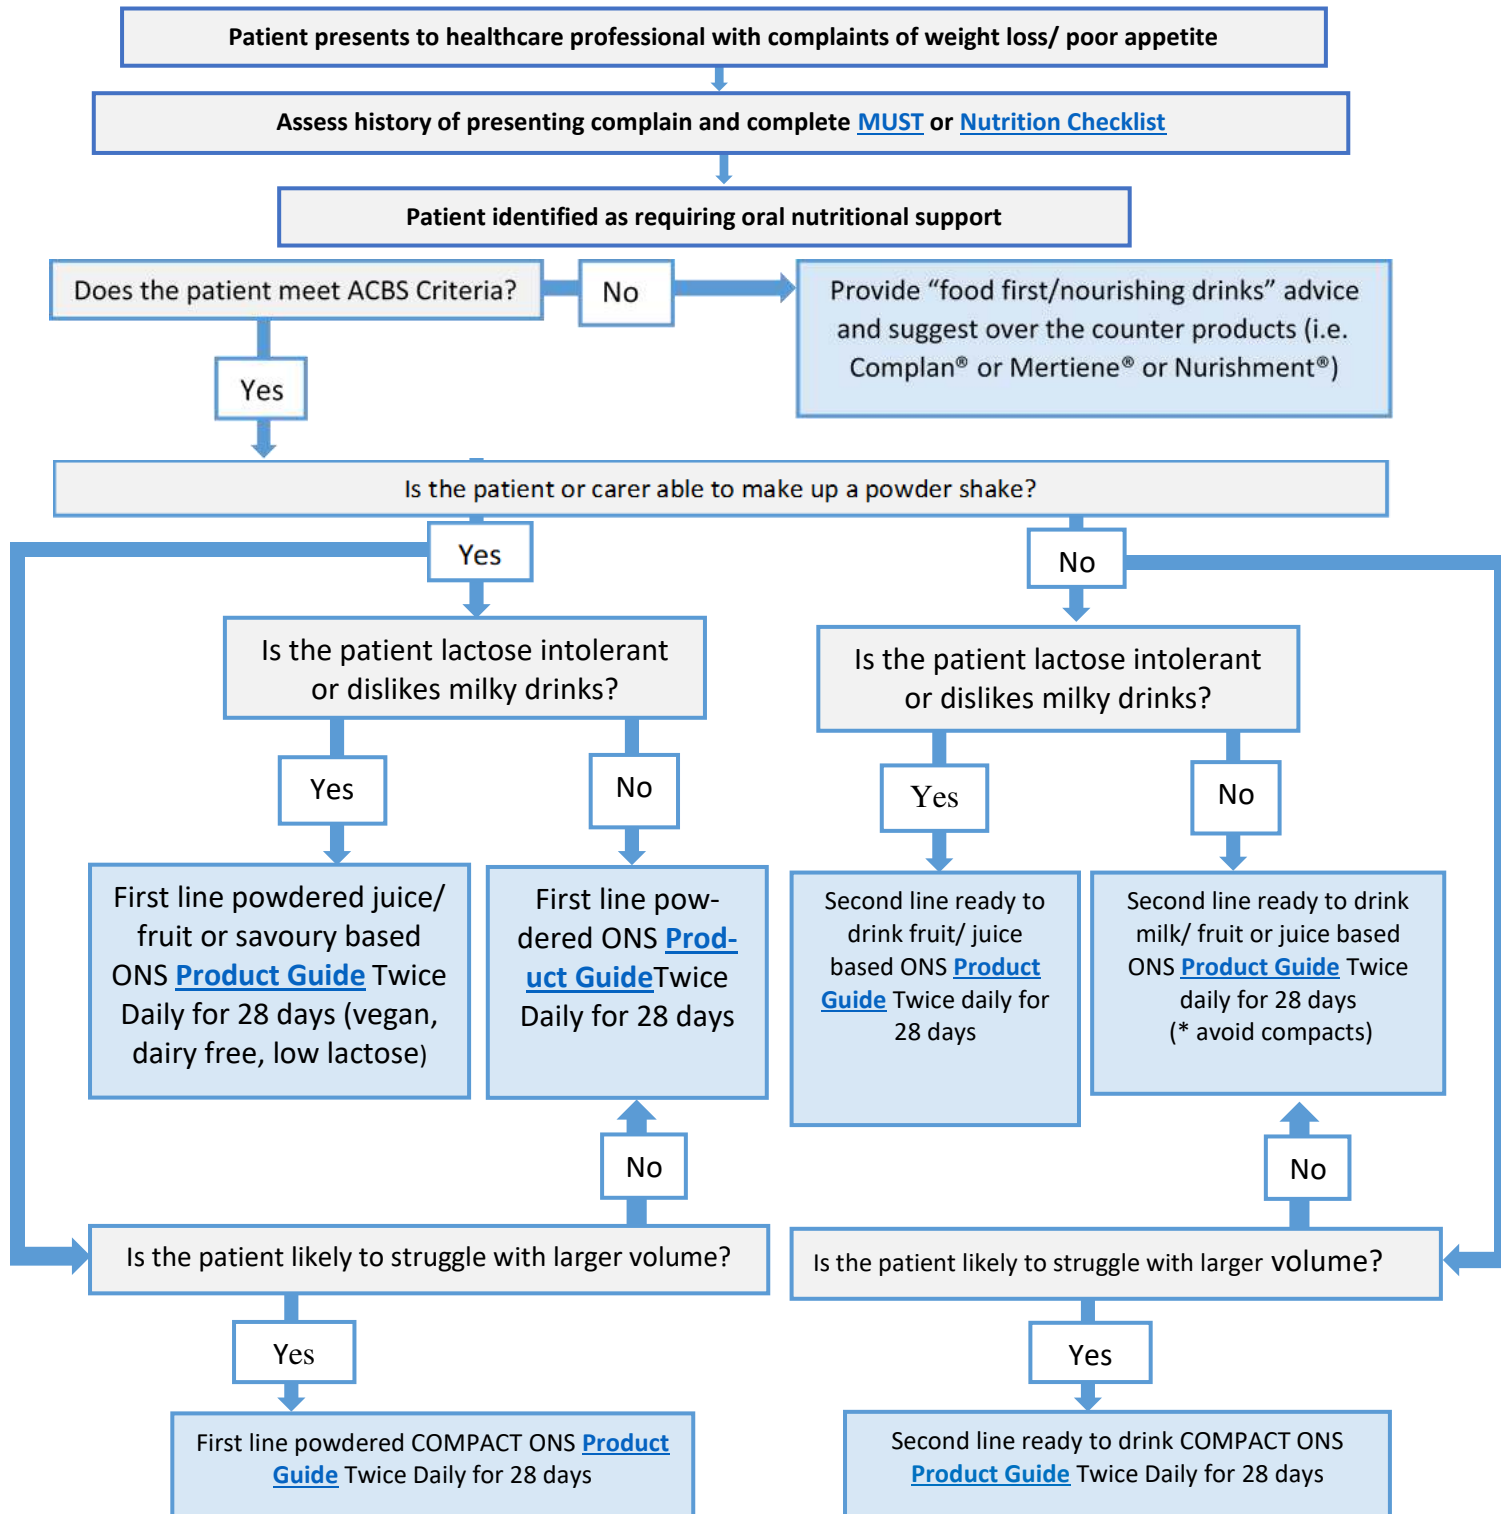 Patient presents to healthcare professional with complaints of weight loss/ poor appetite
Assess history of presenting complain and complete MUST or Nutrition Checklist
Patient identified as requiring oral nutritional support
Does the patient meet ACBS Criteria?
No
Provide “food first/nourishing drinks” advice
and suggest over the counter products (i.e.
Complan® or Mertiene® or Nurishment®)
Yes
Is the patient or carer able to make up a powder shake?
Yes
No
Is the patient lactose intolerant
or dislikes milky drinks?
Is the patient lactose intolerant
or dislikes milky drinks?
Yes
No
Yes
No
First line powdered juice/
fruit or savoury based
ONS Product Guide Twice
Daily for 28 days (vegan,
dairy free, low lactose)
First line pow-
dered ONS Prod-
uct GuideTwice
Daily for 28 days
Second line ready to
drink fruit/ juice
based ONS Product
Guide Twice daily for
28 days
Second line ready to drink
milk/ fruit or juice based
ONS Product Guide Twice
daily for 28 days
(* avoid compacts)
No
No
Is the patient likely to struggle with larger volume?
Is the patient likely to struggle with larger volume?
Yes
Yes
First line powdered COMPACT ONS Product
Guide Twice Daily for 28 days
Second line ready to drink COMPACT ONS
Product Guide Twice Daily for 28 days